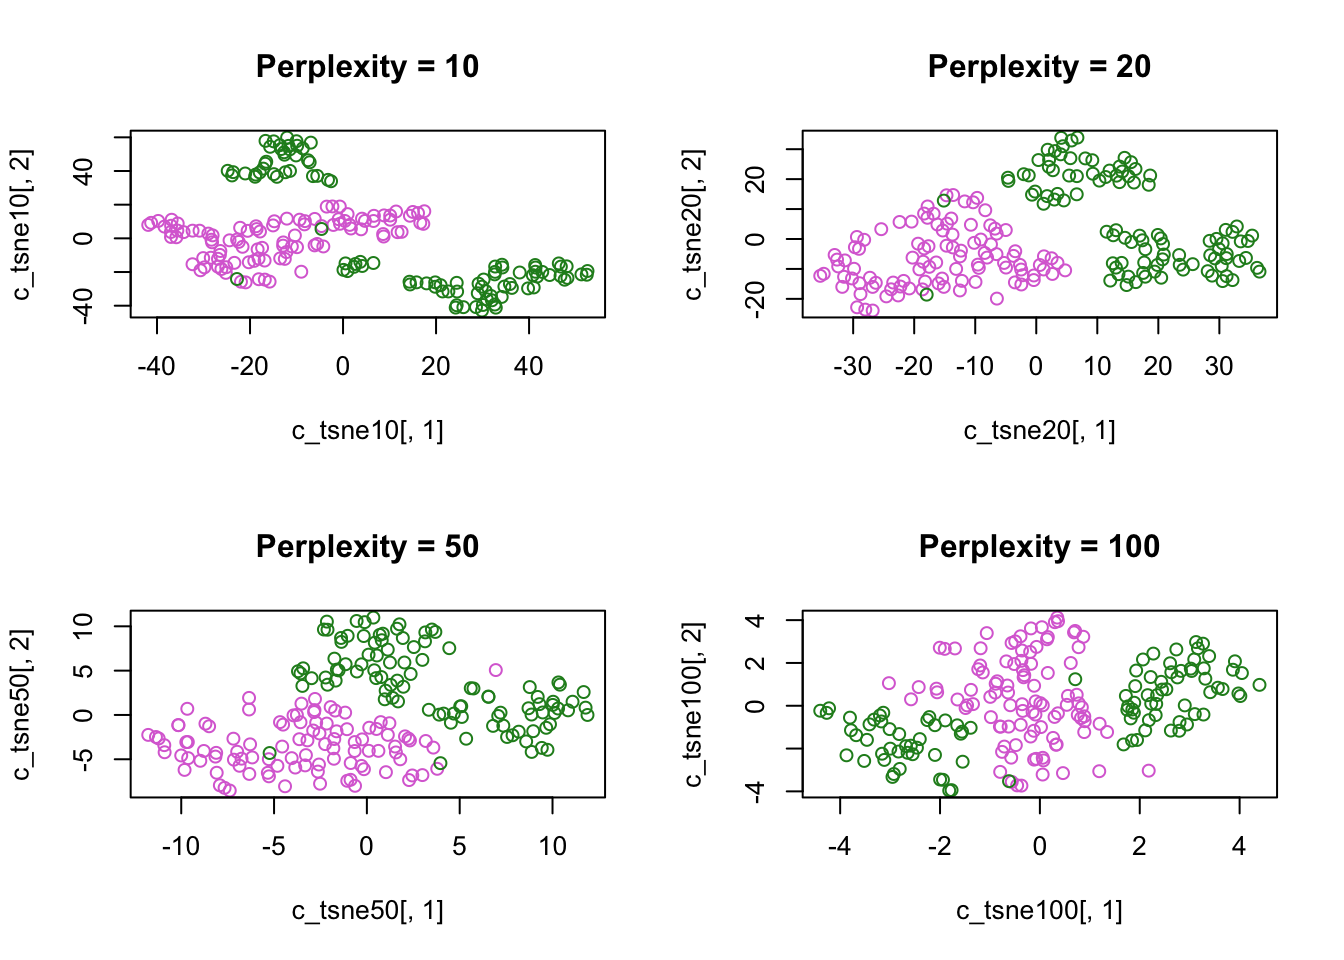 Perplexity = 10
c_tsne10[, 2]
40
0
-40
-40 -20 0 20 40
c_tsne10[, 1]
Perplexity = 20
c_tsne20[, 2]
20
0
-20
-30 -20 -10 0 10 20 30
c_tsne20[, 1]
Perplexity = 50
c_tsne50[, 2]
10
5
0
-5
-10 -5 0 5 10
c_tsne50[, 1]
Perplexity = 100
c_tsne100[, 2]
4
2
0
-4
-4 -2 0 2 4
c_tsne100[, 1]